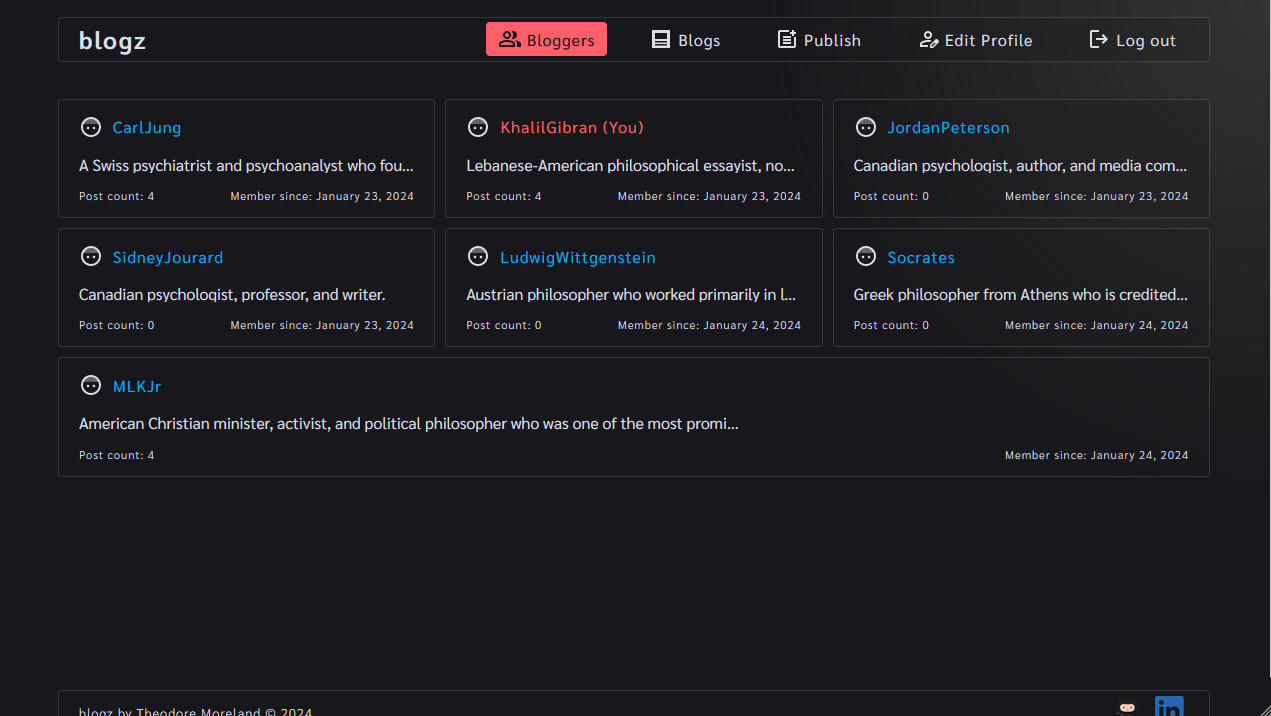 blogz
Bloggers
Blogs
Publish
Edit Profile
Log out
CarlJung
A Swiss psychiatrist and psychoanalyst who fou...
Post count: 4
Member since: January 23, 2024
KhalilGibran (You)
Lebanese-American philosophical essayist, no...
Post count: 4
Member since: January 23, 2024
JordanPeterson
Canadian psychologist, author, and media com...
Post count: 0
Member since: January 23, 2024
SidneyJourard
Canadian psychologist, professor, and writer.
Post count: 0
Member since: January 23, 2024
LudwigWittgenstein
Austrian philosopher who worked primarily in l...
Post count: 0
Member since: January 24, 2024
Socrates
Greek philosopher from Athens who is credited...
Post count: 0
Member since: January 24, 2024
MLKJr
American Christian minister, activist, and political philosopher who was one of the most promi...
Post count: 4
Member since: January 24, 2024
blogz by Theodore Moreland © 2024
in